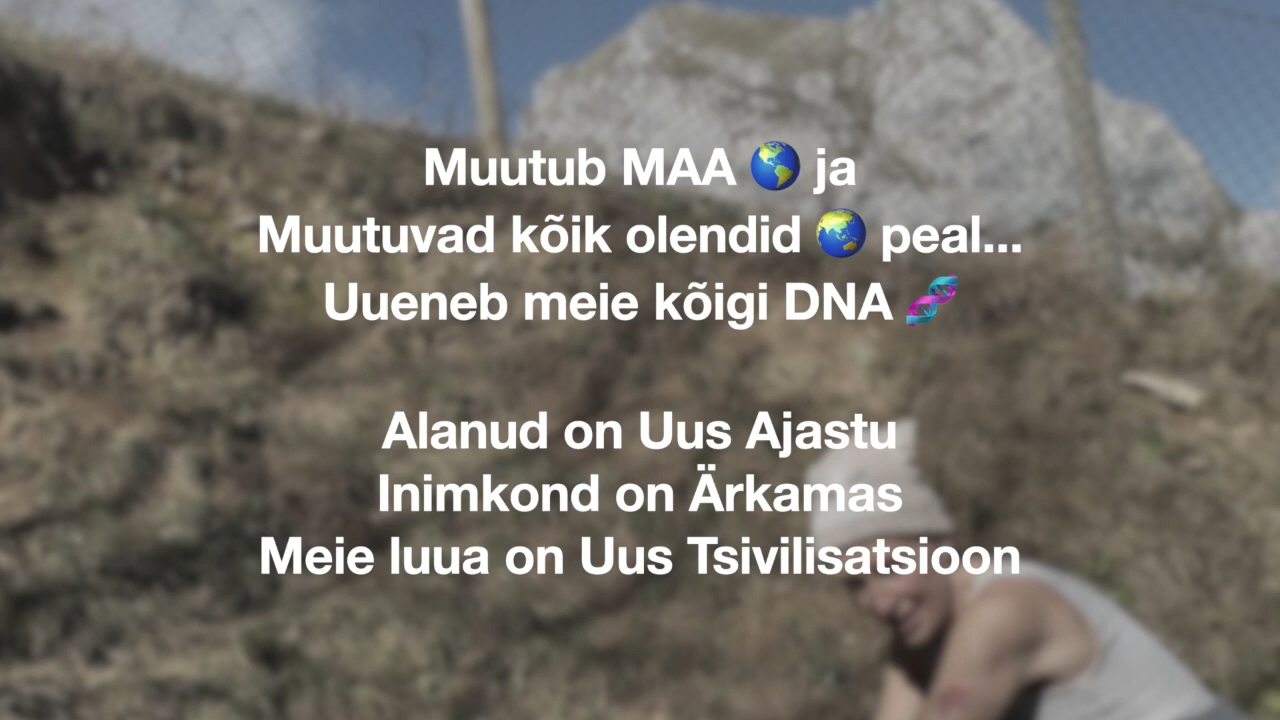 Muutub MAA 🌎 ja
Muutuvad kõik olendid 🌏 peal...
Uueneb meie kõigi DNA 🧬
Alanud on Uus Ajastu
Inimkond on Ärkamas
Meie luua on Uus Tsivilisatsioon